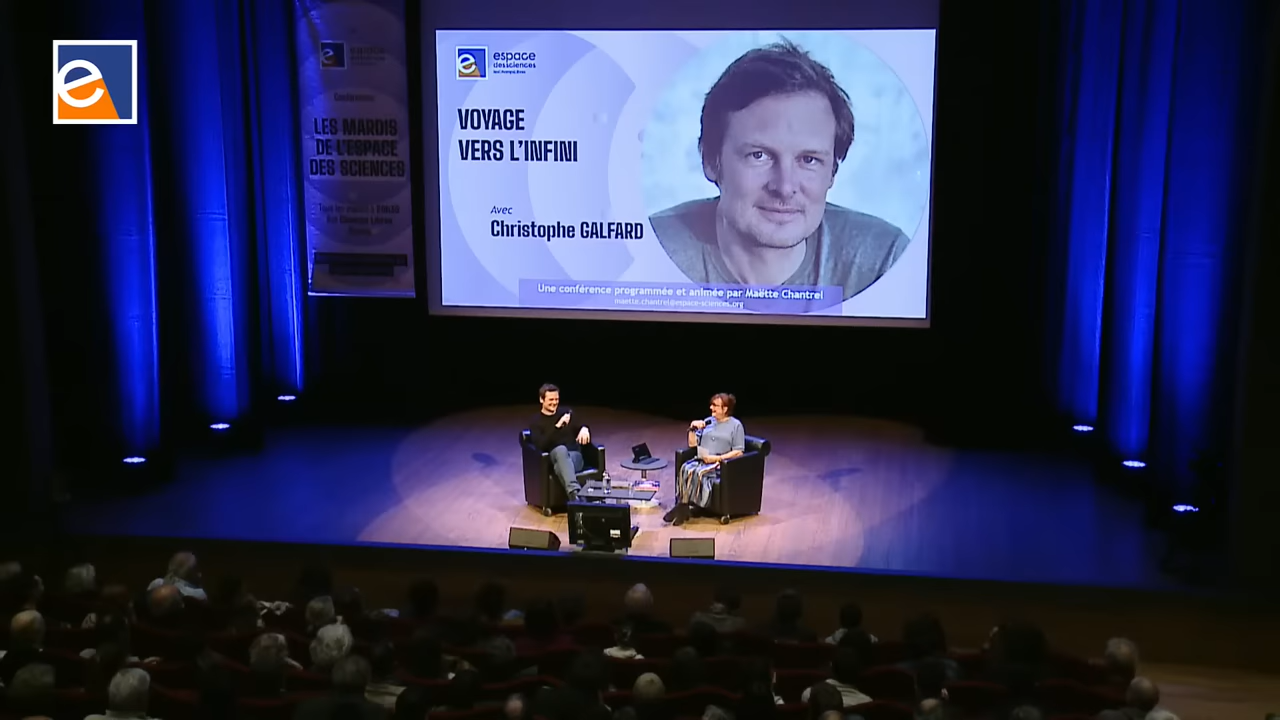 e
espace
des sciences
VOYAGE
VERS L'INFINI
Avec
Christophe GALFARD
Une conférence programmée et animée par Maëtte Chantrel
maette.chantrel@espace-sciences.org
Conférence
LES MARDIS
DE L'ESPACE
DES SCIENCES